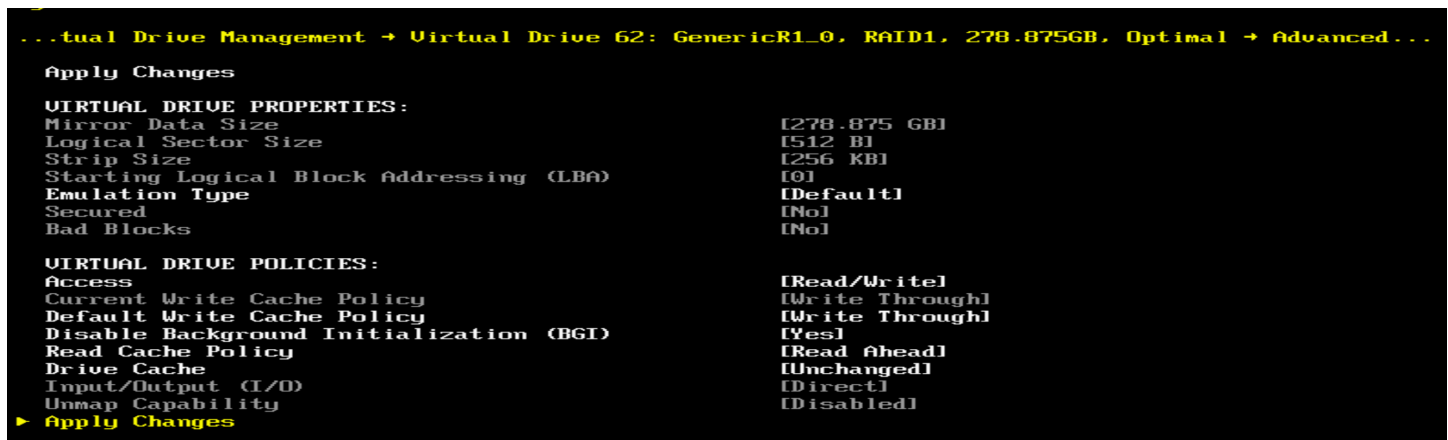 ...tual Drive Management → Virtual Drive 62: GenericR1_0, RAID1, 278.875GB, Optimal → Advanced...
Apply Changes
VIRTUAL DRIVE PROPERTIES:
Mirror Data Size [278.875 GB]
Logical Sector Size [512 B]
Strip Size [256 KB]
Starting Logical Block Addressing (LBA) [0]
Emulation Type [Default]
Secured [No]
Bad Blocks [No]
VIRTUAL DRIVE POLICIES:
Access [Read/Write]
Current Write Cache Policy [Write Through]
Default Write Cache Policy [Write Through]
Disable Background Initialization (BGI) [Yes]
Read Cache Policy [Read Ahead]
Drive Cache [Unchanged]
Input/Output (I/O) [Direct]
Unmap Capability [Disabled]
► Apply Changes